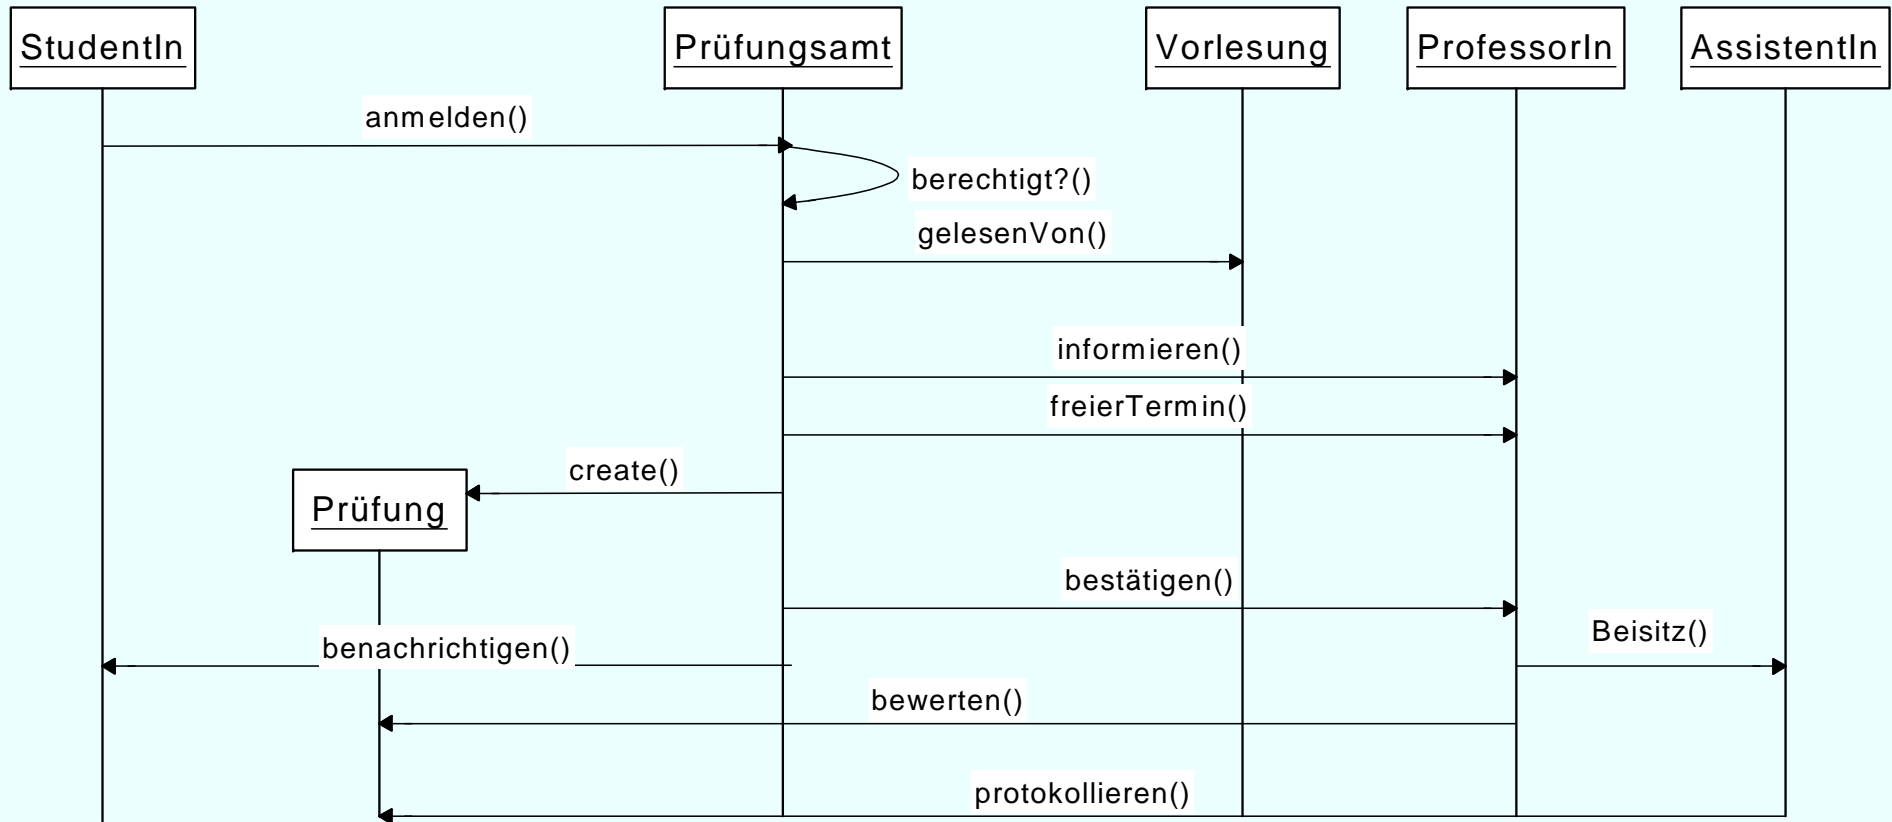 StudentIn
Prüfungsamt
Vorlesung
ProfessorIn
AssistentIn
anmelden()
berechtigt?()
gelesenVon()
informieren()
freierTermin()
create()
Prüfung
bestätigen()
benachrichtigen()
Beisitz()
bewerten()
protokollieren()